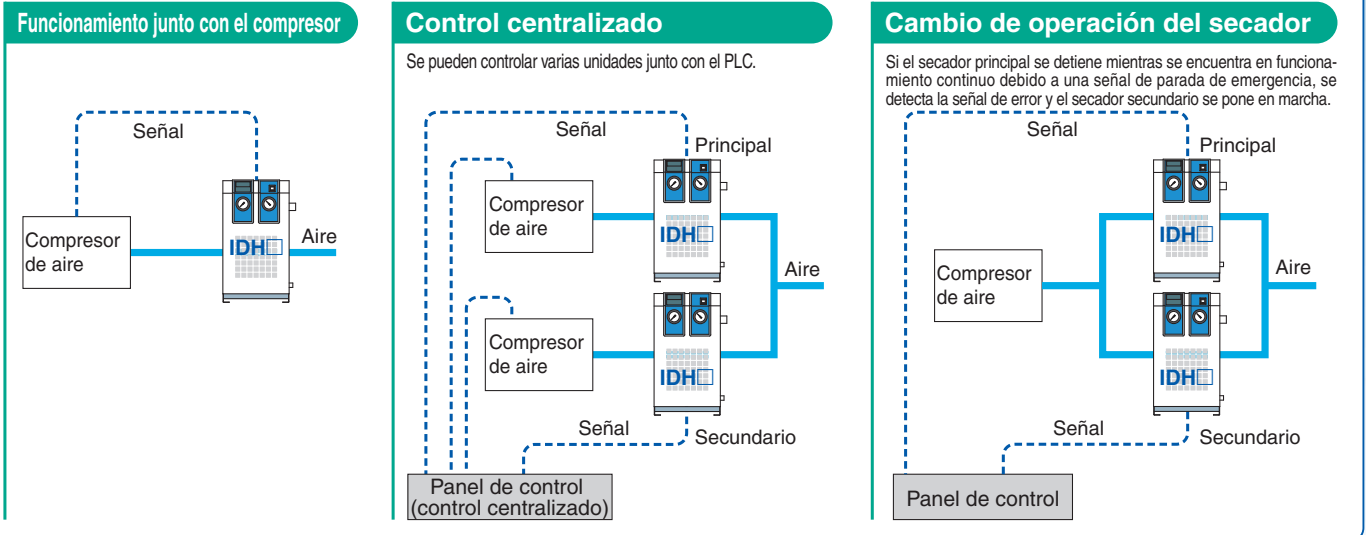 Funcionamiento junto con el compresor
Señal
Compresor
de aire
IDH□
Aire
Control centralizado
Se pueden controlar varias unidades junto con el PLC.
Señal
Principal
Compresor
de aire
IDH□
Aire
Compresor
de aire
IDH□
Señal
Secundario
Panel de control
(control centralizado)
Cambio de operación del secador
Si el secador principal se detiene mientras se encuentra en funciona-
miento continuo debido a una señal de parada de emergencia, se
detecta la señal de error y el secador secundario se pone en marcha.
Señal
Principal
IDH□
Compresor
de aire
Aire
IDH□
Señal
Secundario
Panel de control